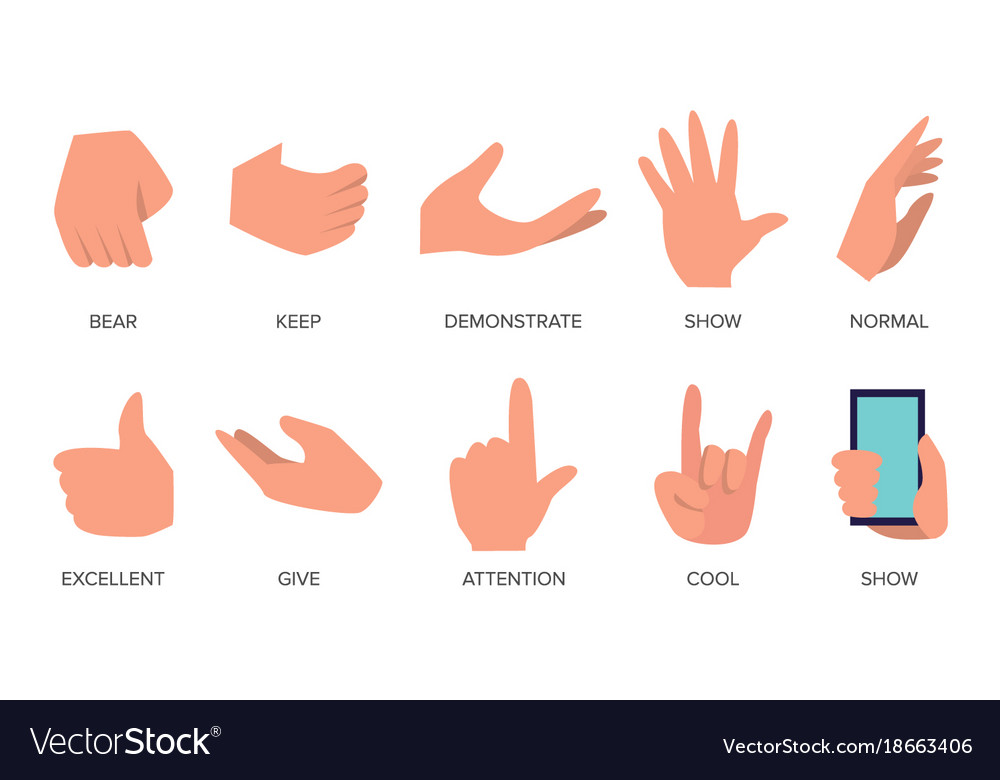 BEAR KEEP DEMONSTRATE SHOW NORMAL
EXCELLENT GIVE ATTENTION COOL SHOW
VectorStock® VectorStock.com/18663406